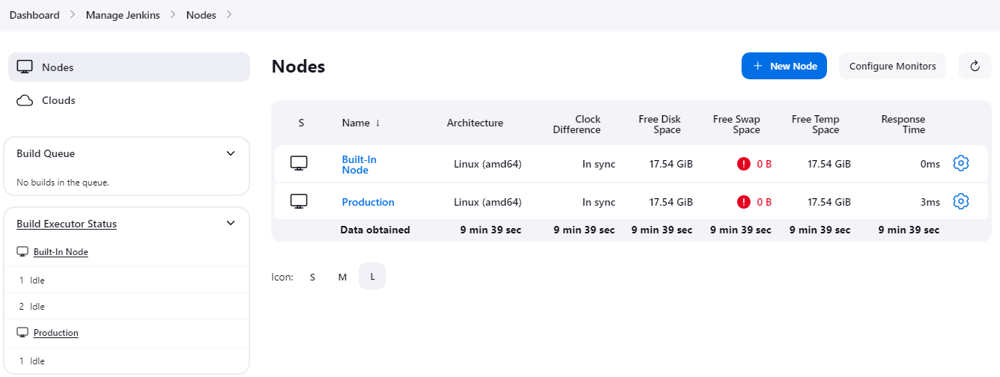 Dashboard > Manage Jenkins > Nodes >
Nodes
Clouds
Build Queue
No builds in the queue.
Build Executor Status
Built-In Node
1 Idle
2 Idle
Production
1 Idle
Nodes
+ New Node
Configure Monitors
S Name ↓ Architecture Clock Difference Free Disk Space Free Swap Space Free Temp Space Response Time
Built-In Node Linux (amd64) In sync 17.54 GiB ! 0 B 17.54 GiB 0ms
Production Linux (amd64) In sync 17.54 GiB ! 0 B 17.54 GiB 3ms
Data obtained 9 min 39 sec 9 min 39 sec 9 min 39 sec 9 min 39 sec 9 min 39 sec 9 min 39 sec
Icon: S M L